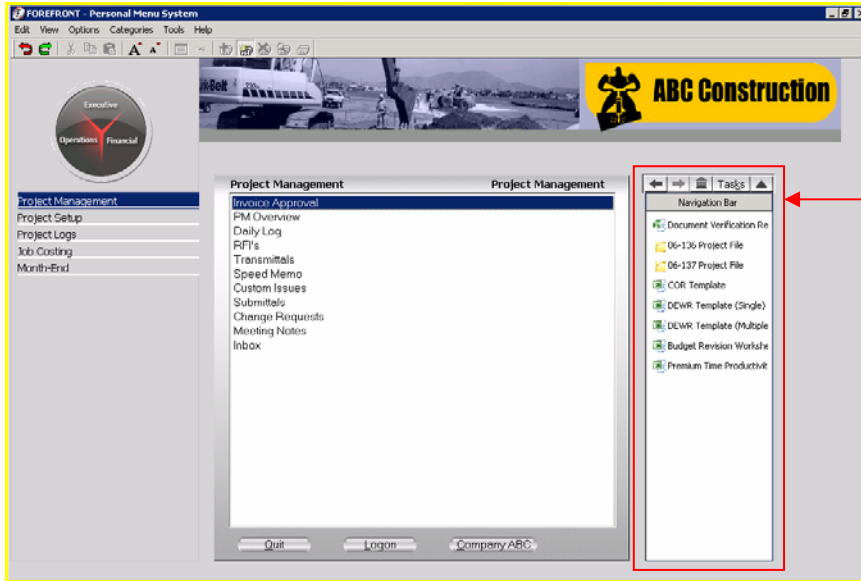 FOREFRONT - Personal Menu System
Edit View Options Categories Tools Help
Executive
Operations Financial
ABC Construction
Project Management
Project Setup
Project Logs
Job Costing
Month-End
Project Management Project Management
Invoice Approval
PM Overview
Daily Log
RFI's
Transmittals
Speed Memo
Custom Issues
Submittals
Change Requests
Meeting Notes
Inbox
Quit Logon Company ABC
Tasks
Navigation Bar
Document Verification Re
06-136 Project File
06-137 Project File
COR Template
DEWR Template (Single)
DEWR Template (Multiple
Budget Revision Workshe
Premium Time Productivit